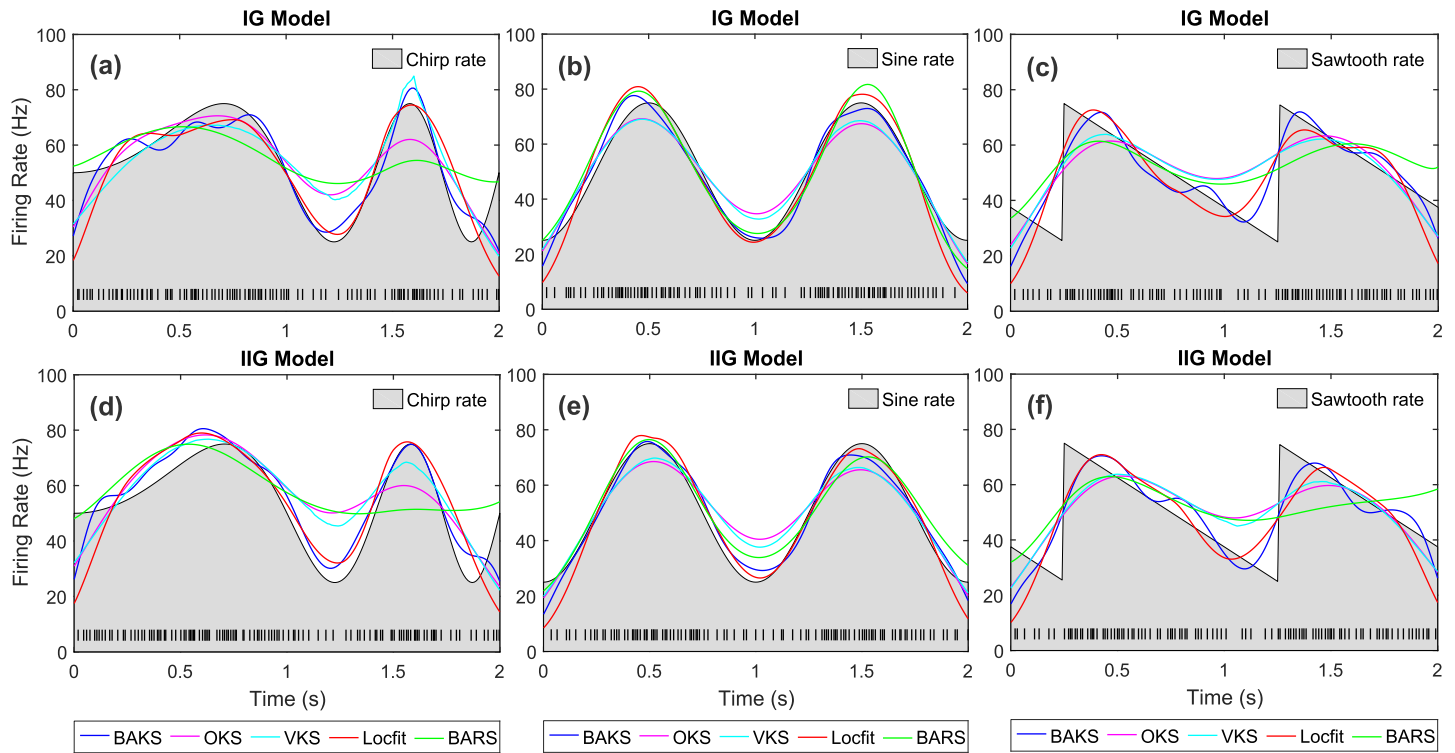 IG Model
IG Model
IG Model
(a)
Chirp rate
(b)
Sine rate
(c)
Sawtooth rate
Firing Rate (Hz)
100
80
60
40
20
0
0 0.5 1 1.5 2
100
80
60
40
20
0
0 0.5 1 1.5 2
100
80
60
40
20
0
0 0.5 1 1.5 2
IIG Model
IIG Model
IIG Model
(d)
Chirp rate
(e)
Sine rate
(f)
Sawtooth rate
Firing Rate (Hz)
100
80
60
40
20
0
0 0.5 1 1.5 2
100
80
60
40
20
0
0 0.5 1 1.5 2
100
80
60
40
20
0
0 0.5 1 1.5 2
Time (s)
Time (s)
Time (s)
BAKS OKS VKS Locfit BARS
BAKS OKS VKS Locfit BARS
BAKS OKS VKS Locfit BARS